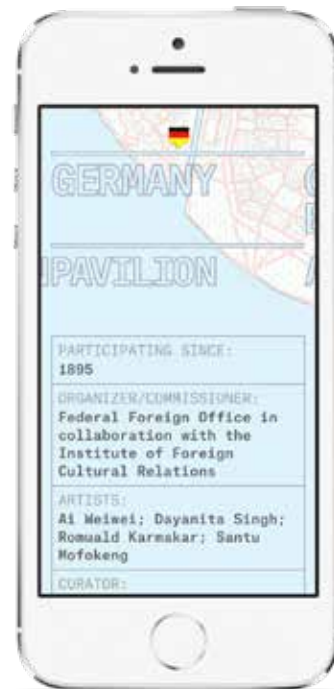 GERMANY
NPAVILION
PARTICIPATING SINCE:
1895
ORGANIZER/COMMISSIONER:
Federal Foreign Office in
collaboration with the
Institute of Foreign
Cultural Relations
ARTISTS:
Ai Weiwei; Dayanita Singh;
Romuald Karmakar; Santu
Mofokeng
CURATOR: